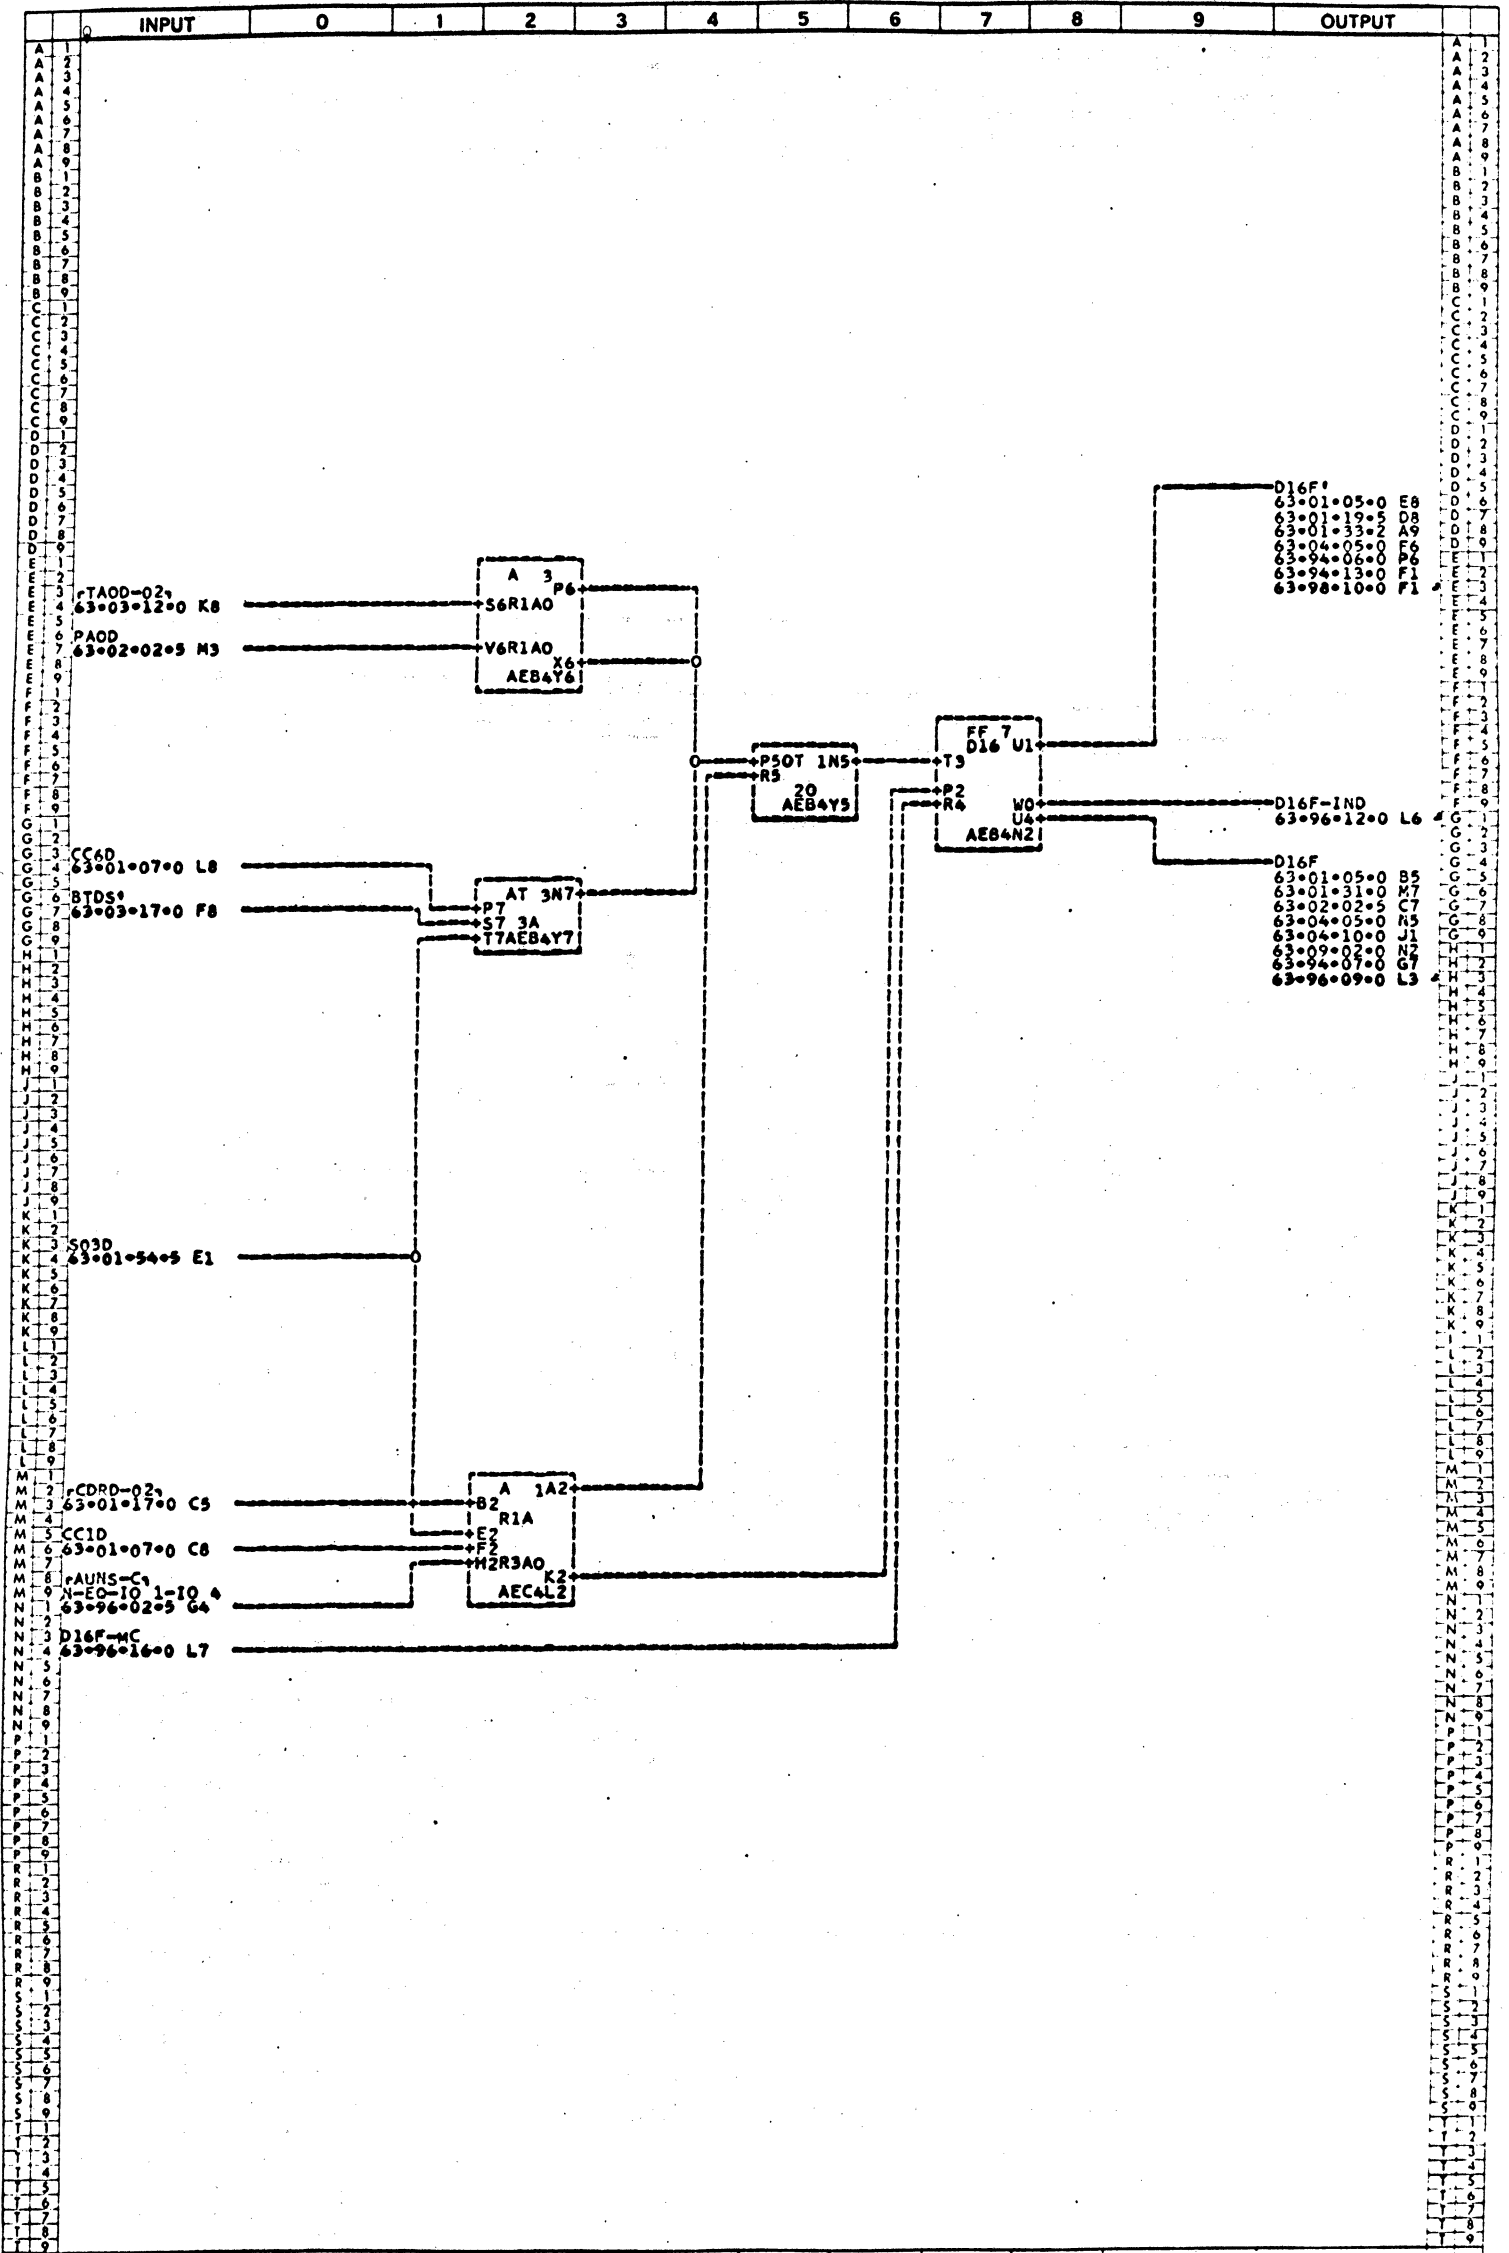 INPUT 0 1 2 3 4 5 6 7 8 9 OUTPUT
D16F'
63•01•05•0 E8
63•01•19•5 D8
63•01•33•2 A9
63•04•05•0 F6
63•94•06•0 P6
63•94•13•0 F1
63•98•10•0 F1
TAOD-02
63•03•12•0 K8
PAOD
63•02•02•5 M3
A 3
P6
S6R1A0
V6R1A0
X6
AEB4Y6
P5OT 1N5
R5
20
AEB4Y5
FF 7
D16 U1
T3
P2
R4 W0
U4
AEB4N2
D16F-IND
63•96•12•0 L6
D16F
63•01•05•0 B5
63•01•31•0 M7
63•02•02•5 C7
63•04•05•0 N5
63•04•10•0 J1
63•09•02•0 N2
63•94•07•0 G7
63•96•09•0 L3
CC6D
63•01•07•0 L8
BTDS'
63•03•17•0 F8
AT 3N7
P7
S7 3A
T7AEB4Y7
S03D
63•01•54•5 E1
CDRD-02
63•01•17•0 C5
CC1D
63•01•07•0 C8
AUNS-C
N-EO-IO 1-IO 4
63•96•02•5 G4
D16F-MC
63•96•16•0 L7
A 1A2
B2
R1A
E2
F2
H2R3A0
K2
AEC4L2